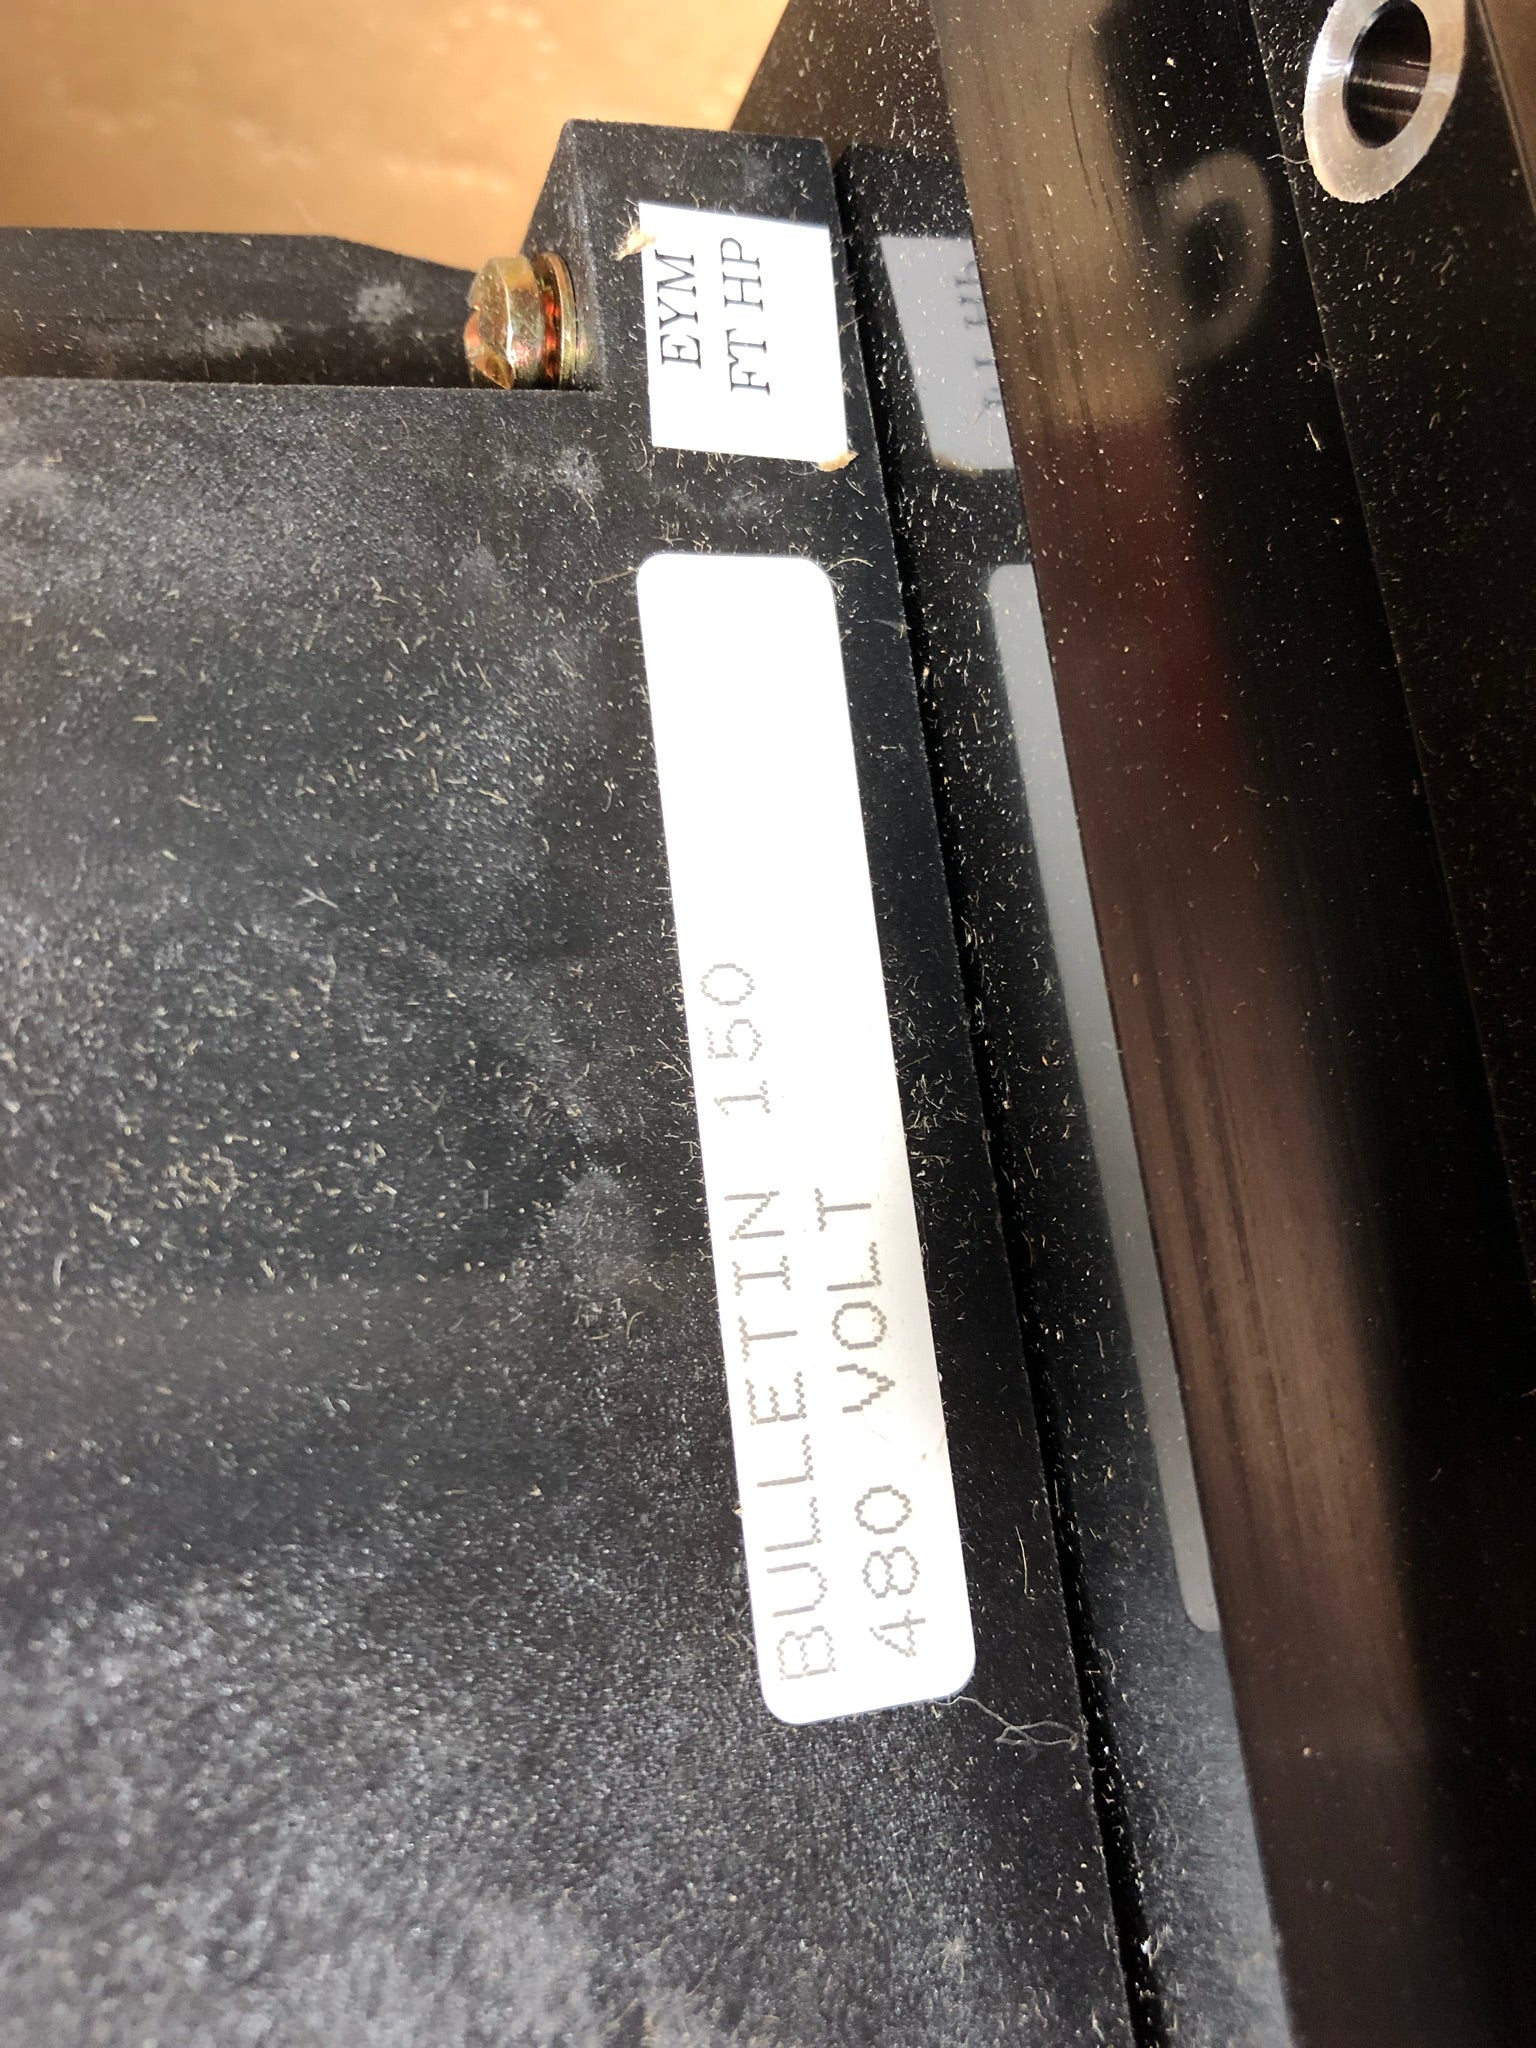 EYM
FT HP
BULLETIN 150
480 VOLT